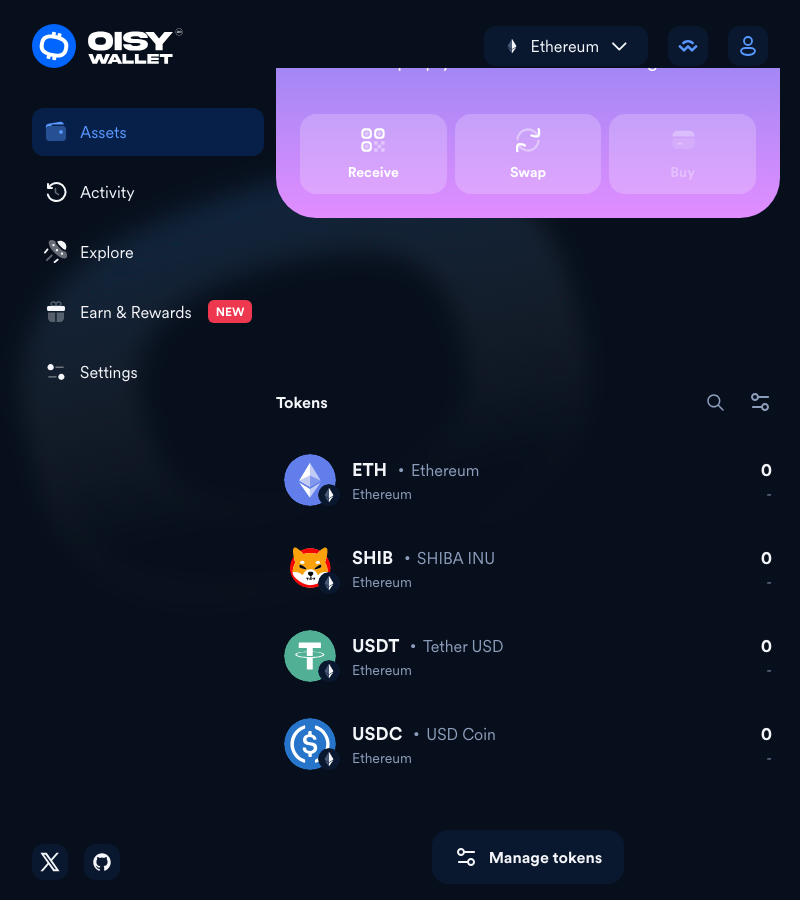 OISY
WALLET
Ethereum
Assets
Activity
Explore
Earn & Rewards NEW
Settings
Receive
Swap
Buy
Tokens
ETH • Ethereum
0
Ethereum
-
SHIB • SHIBA INU
0
Ethereum
-
USDT • Tether USD
0
Ethereum
-
USDC • USD Coin
0
Ethereum
-
Manage tokens